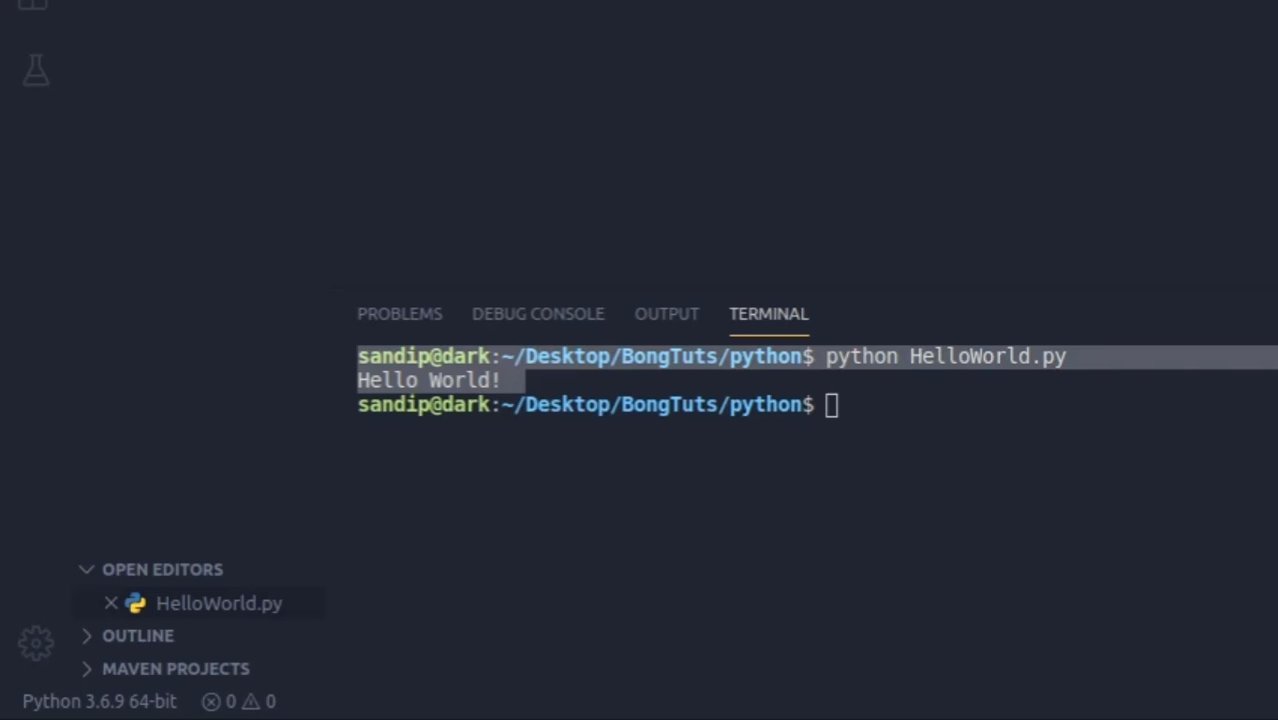 PROBLEMS DEBUG CONSOLE OUTPUT TERMINAL
sandip@dark:~/Desktop/BongTuts/python$ python HelloWorld.py
Hello World!
sandip@dark:~/Desktop/BongTuts/python$
OPEN EDITORS
HelloWorld.py
OUTLINE
MAVEN PROJECTS
Python 3.6.9 64-bit 0 0